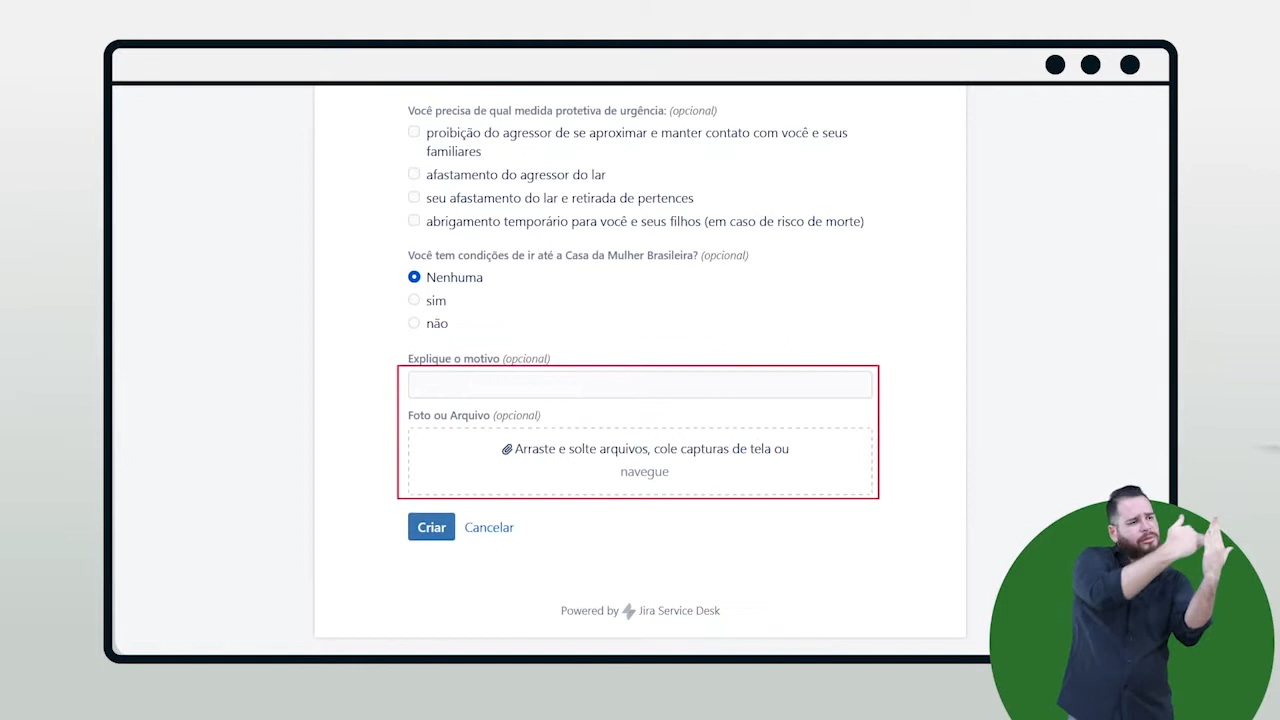 Você precisa de qual medida protetiva de urgência: (opcional)
proibição do agressor de se aproximar e manter contato com você e seus
familiares
afastamento do agressor do lar
seu afastamento do lar e retirada de pertences
abrigamento temporário para você e seus filhos (em caso de risco de morte)
Você tem condições de ir até a Casa da Mulher Brasileira? (opcional)
Nenhuma
sim
não
Explique o motivo (opcional)
Foto ou Arquivo (opcional)
Arraste e solte arquivos, cole capturas de tela ou
navegue
Criar Cancelar
Powered by Jira Service Desk